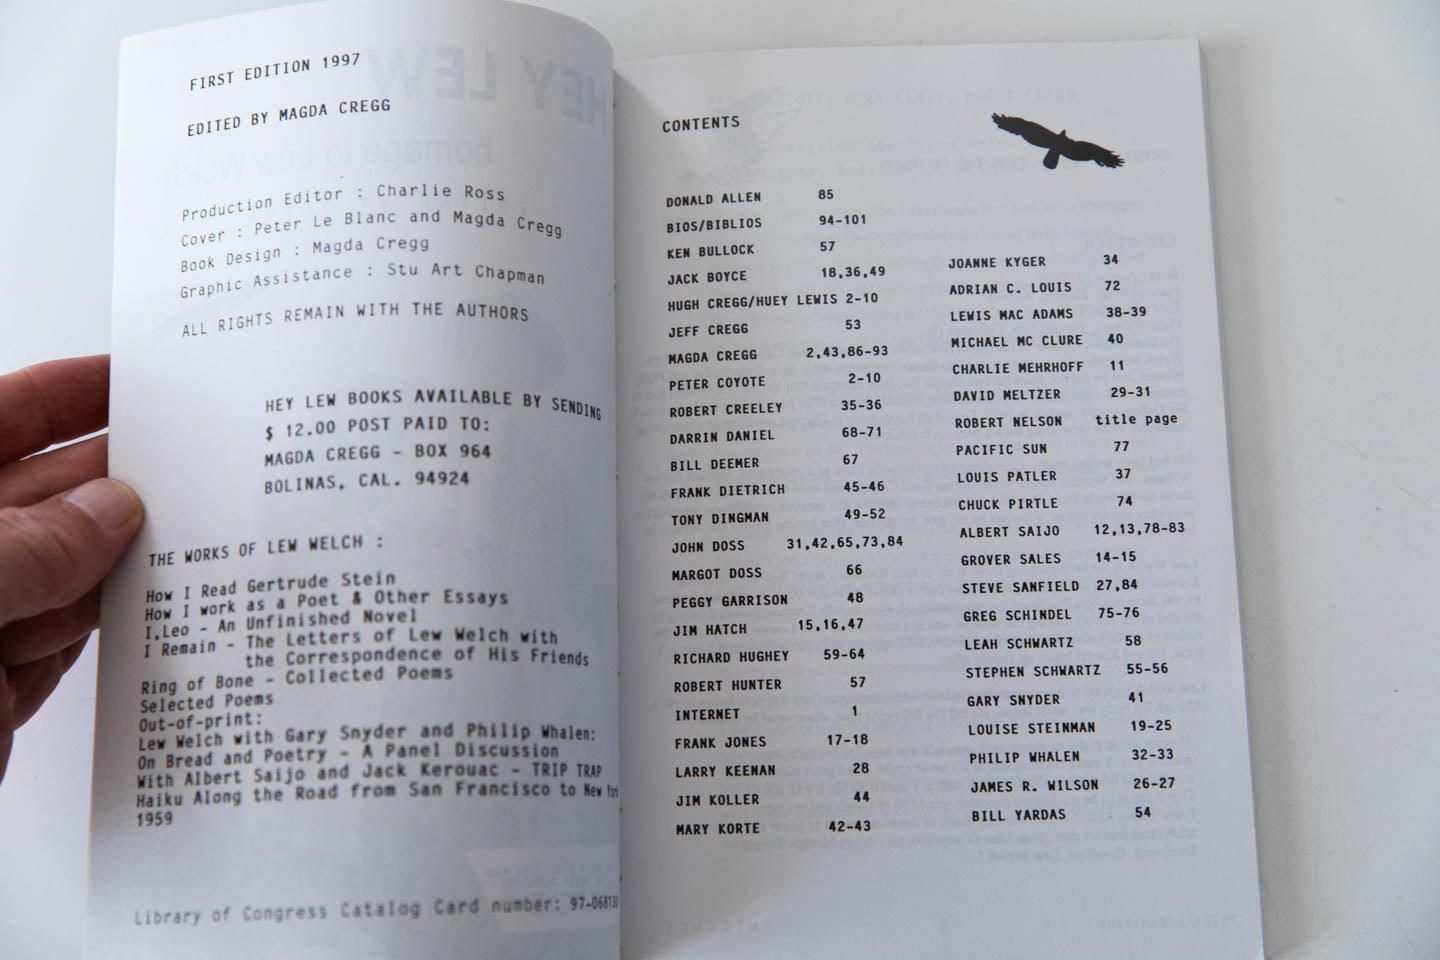 FIRST EDITION 1997
EDITED BY MAGDA CREGG
Production Editor : Charlie Ross
Cover : Peter Le Blanc and Magda Cregg
Book Design : Magda Cregg
Graphic Assistance : Stu Art Chapman
ALL RIGHTS REMAIN WITH THE AUTHORS
HEY LEW BOOKS AVAILABLE BY SENDING
$ 12.00 POST PAID TO:
MAGDA CREGG - BOX 964
BOLINAS, CAL. 94924
THE WORKS OF LEW WELCH :
How I Read Gertrude Stein
How I work as a Poet & Other Essays
I,Leo - An Unfinished Novel
I Remain - The Letters of Lew Welch with
the Correspondence of His Friends
Ring of Bone - Collected Poems
Selected Poems
Out-of-print:
Lew Welch with Gary Snyder and Philip Whalen:
On Bread and Poetry - A Panel Discussion
With Albert Saijo and Jack Kerouac - TRIP TRAP
Haiku Along the Road from San Francisco to New York
1959
Library of Congress Catalog Card number: 97-068130
CONTENTS
DONALD ALLEN 85
BIOS/BIBLIOS 94-101
KEN BULLOCK 57
JACK BOYCE 18,36,49
HUGH CREGG/HUEY LEWIS 2-10
JEFF CREGG 53
MAGDA CREGG 2,43,86-93
PETER COYOTE 2-10
ROBERT CREELEY 35-36
DARRIN DANIEL 68-71
BILL DEEMER 67
FRANK DIETRICH 45-46
TONY DINGMAN 49-52
JOHN DOSS 31,42,65,73,84
MARGOT DOSS 66
PEGGY GARRISON 48
JIM HATCH 15,16,47
RICHARD HUGHEY 59-64
ROBERT HUNTER 57
INTERNET 1
FRANK JONES 17-18
LARRY KEENAN 28
JIM KOLLER 44
MARY KORTE 42-43
JOANNE KYGER 34
ADRIAN C. LOUIS 72
LEWIS MAC ADAMS 38-39
MICHAEL MC CLURE 40
CHARLIE MEHRHOFF 11
DAVID MELTZER 29-31
ROBERT NELSON title page
PACIFIC SUN 77
LOUIS PATLER 37
CHUCK PIRTLE 74
ALBERT SAIJO 12,13,78-83
GROVER SALES 14-15
STEVE SANFIELD 27,84
GREG SCHINDEL 75-76
LEAH SCHWARTZ 58
STEPHEN SCHWARTZ 55-56
GARY SNYDER 41
LOUISE STEINMAN 19-25
PHILIP WHALEN 32-33
JAMES R. WILSON 26-27
BILL YARDAS 54